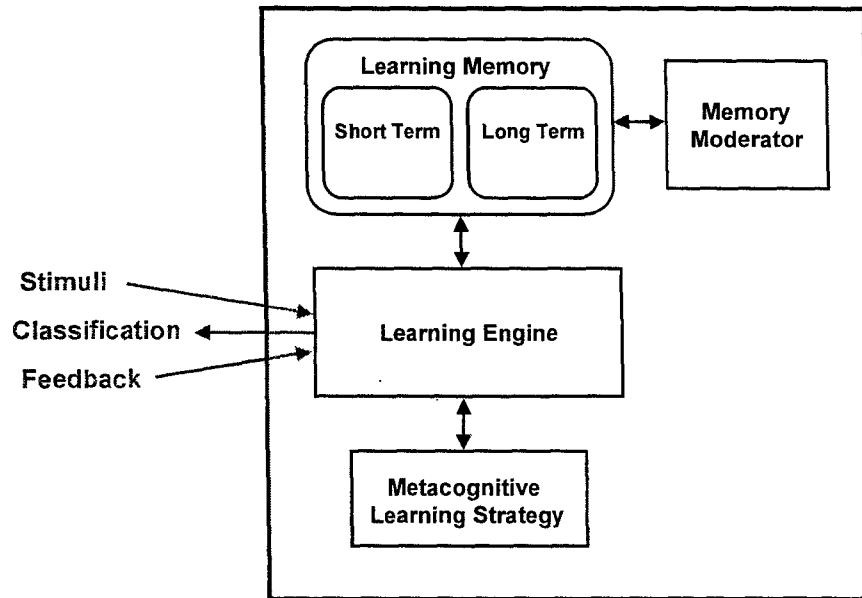 Learning Memory
Short Term
Long Term
Memory
Moderator
Stimuli
Classification
Feedback
Learning Engine
Metacognitive
Learning Strategy